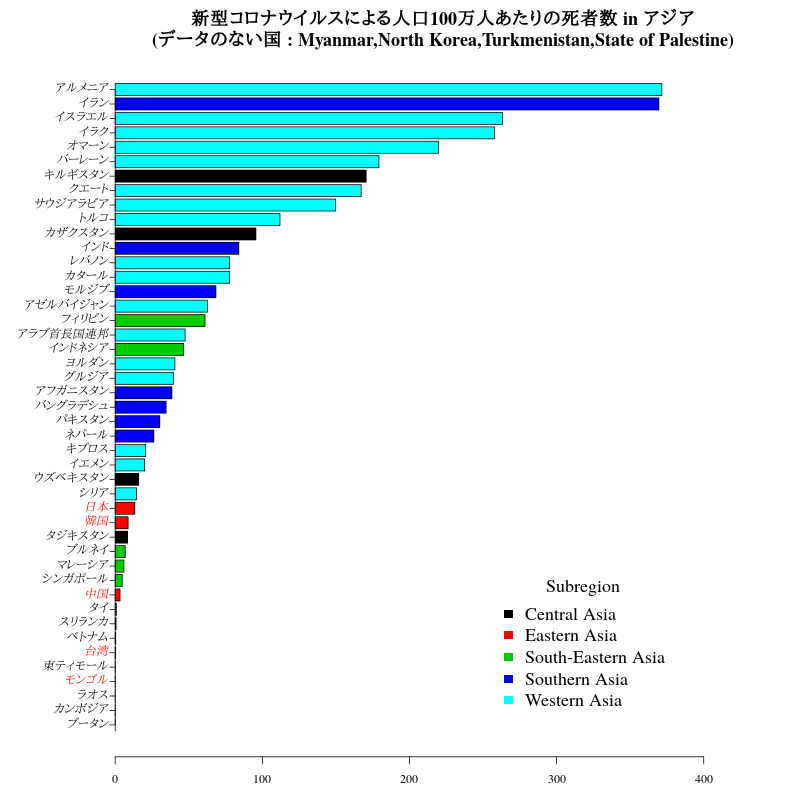 新型コロナウイルスによる人口100万人あたりの死者数 in アジア
(データのない国 : Myanmar,North Korea,Turkmenistan,State of Palestine)
アルメニア
イラン
イスラエル
イラク
オマーン
バーレーン
キルギスタン
クエート
サウジアラビア
トルコ
カザクスタン
インド
レバノン
カタール
モルジブ
アゼルバイジャン
フィリピン
アラブ首長国連邦
インドネシア
ヨルダン
グルジア
アフガニスタン
バングラデシュ
パキスタン
ネパール
キプロス
イエメン
ウズベキスタン
シリア
日本
韓国
タジキスタン
ブルネイ
マレーシア
シンガポール
中国
タイ
スリランカ
ベトナム
台湾
東ティモール
モンゴル
ラオス
カンボジア
ブータン
Subregion
Central Asia
Eastern Asia
South-Eastern Asia
Southern Asia
Western Asia
0 100 200 300 400